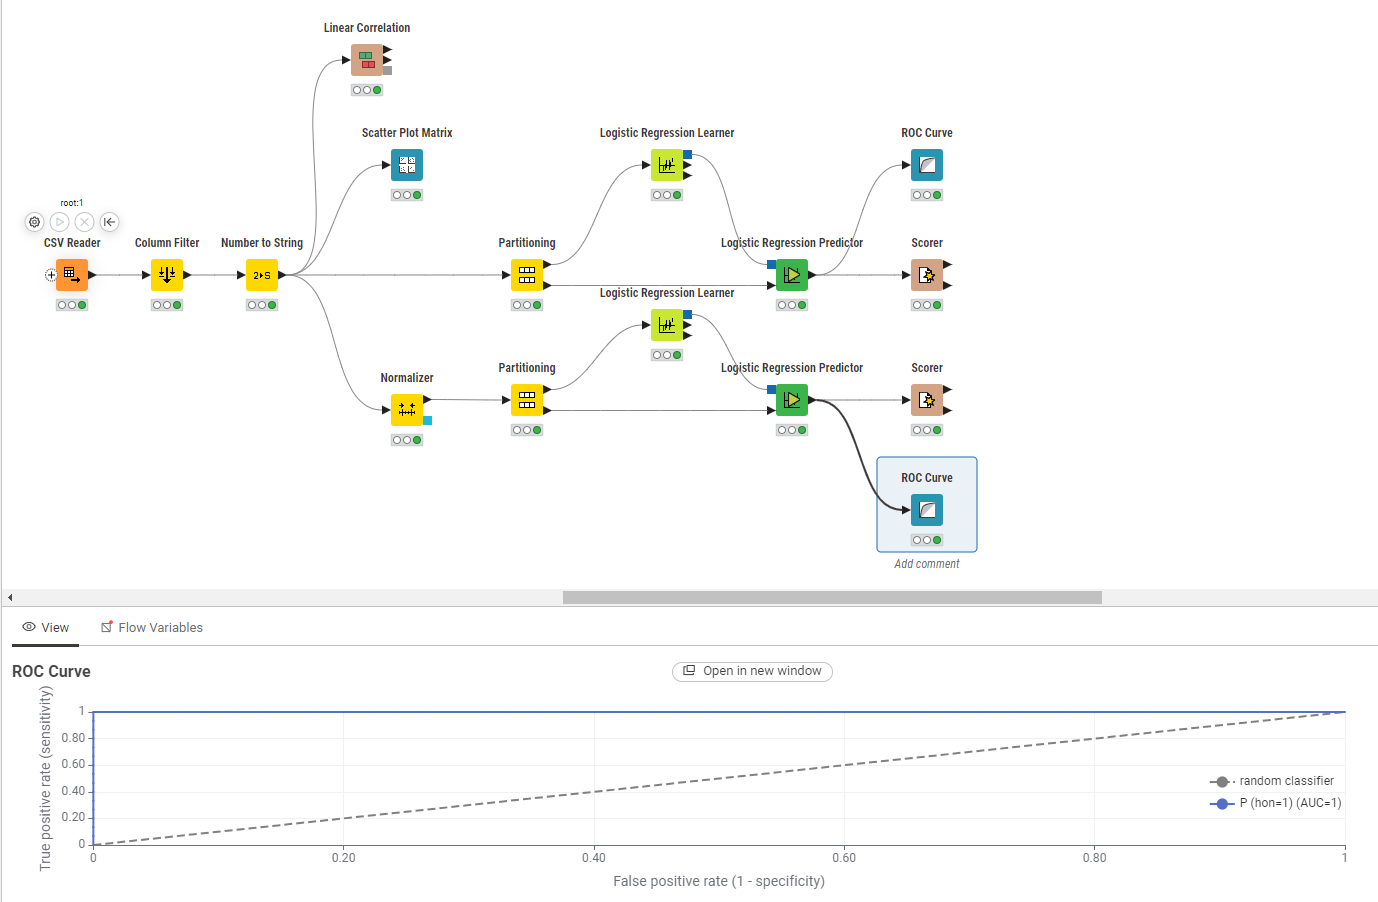 Linear Correlation
Scatter Plot Matrix
Logistic Regression Learner
ROC Curve
root:1
CSV Reader
Column Filter
Number to String
2▸S
Partitioning
Logistic Regression Predictor
Scorer
Logistic Regression Learner
Normalizer
Partitioning
Logistic Regression Predictor
Scorer
ROC Curve
Add comment
View
Flow Variables
ROC Curve
Open in new window
True positive rate (sensitivity)
1
0.80
0.60
0.40
0.20
0
random classifier
P (hon=1) (AUC=1)
0
0.20
0.40
0.60
0.80
1
False positive rate (1 - specificity)